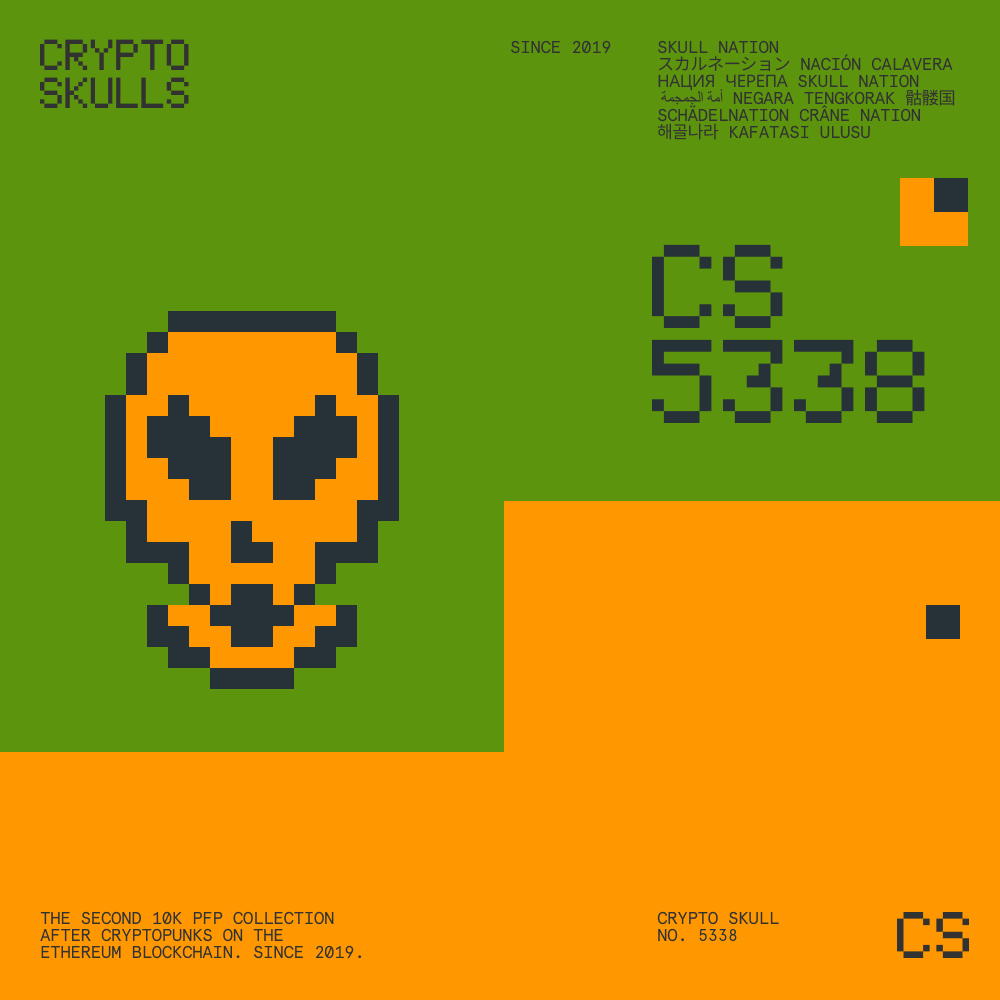 CRYPTO
SKULLS
SINCE 2019
SKULL NATION
スカルネーション NACIÓN CALAVERA
НАЦИЯ ЧЕРЕПА SKULL NATION
أمة الجمجمة NEGARA TENGKORAK 骷髅国
SCHÄDELNATION CRÂNE NATION
해골나라 KAFATASI ULUSU
CS
5338
THE SECOND 10K PFP COLLECTION
AFTER CRYPTOPUNKS ON THE
ETHEREUM BLOCKCHAIN. SINCE 2019.
CRYPTO SKULL
NO. 5338
CS